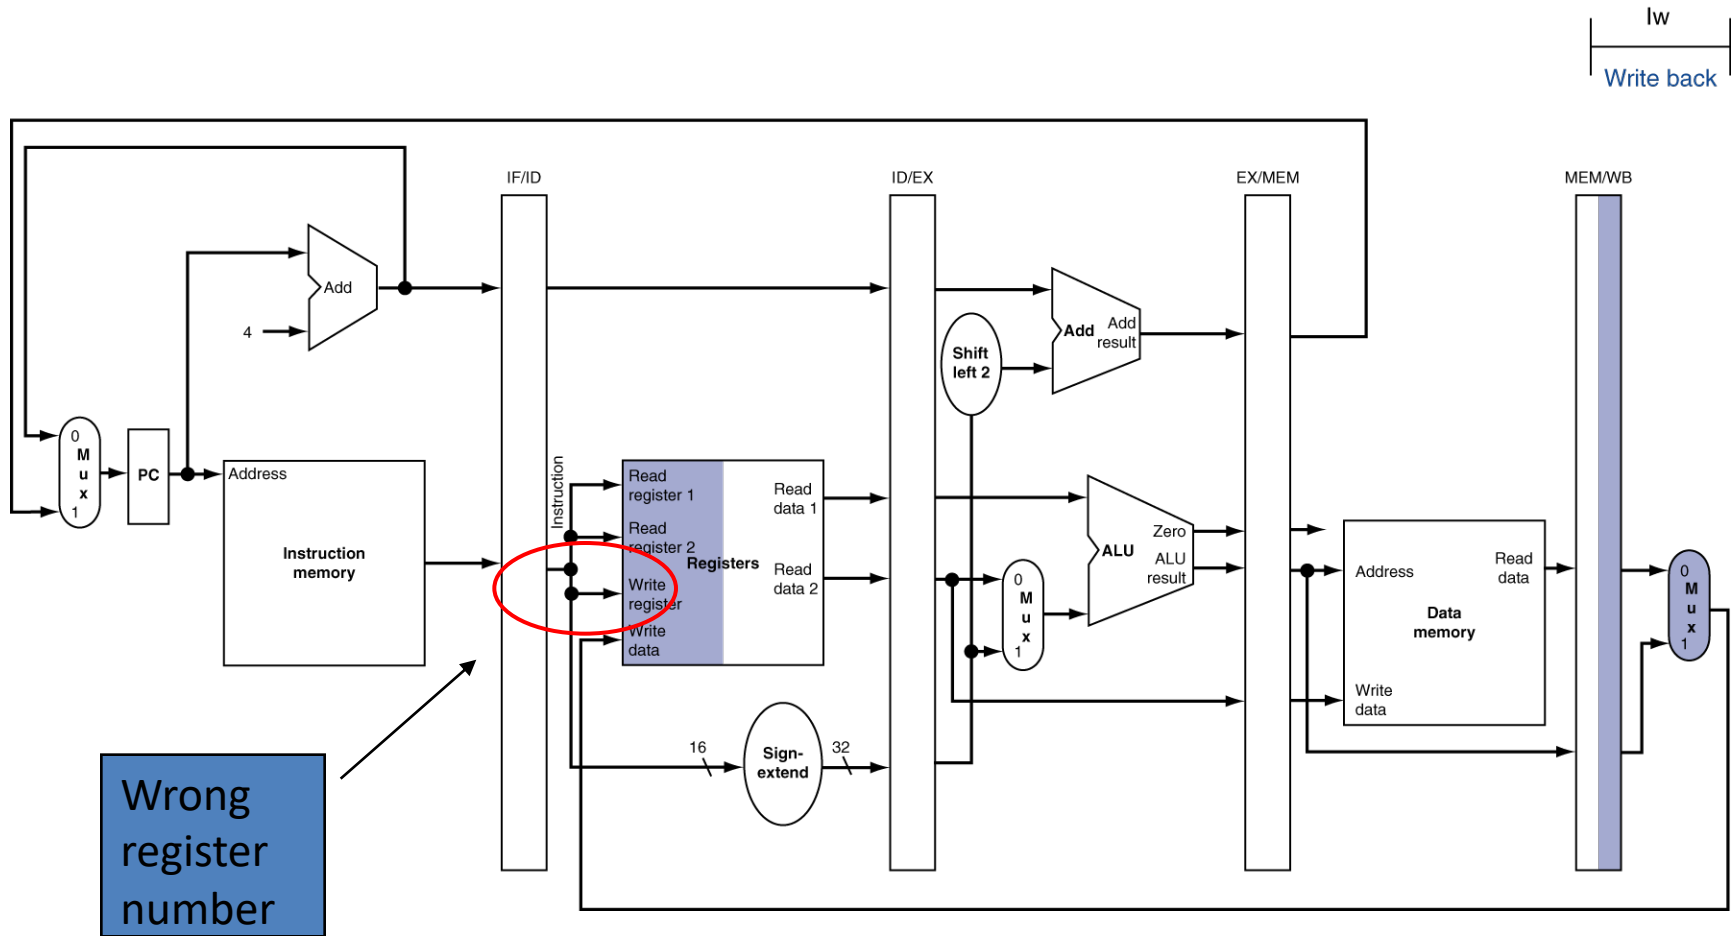 lw
Write back
IF/ID
ID/EX
EX/MEM
MEM/WB
Add
4
Add
Add
result
Shift
left 2
0
M
u
x
1
PC
Address
Instruction
memory
Instruction
Read
register 1
Read
register 2
Registers
Write
register
Write
data
Read
data 1
Read
data 2
0
M
u
x
1
Zero
ALU
ALU
result
Address
Read
data
Data
memory
Write
data
0
M
u
x
1
16
Sign-
extend
32
Wrong
register
number